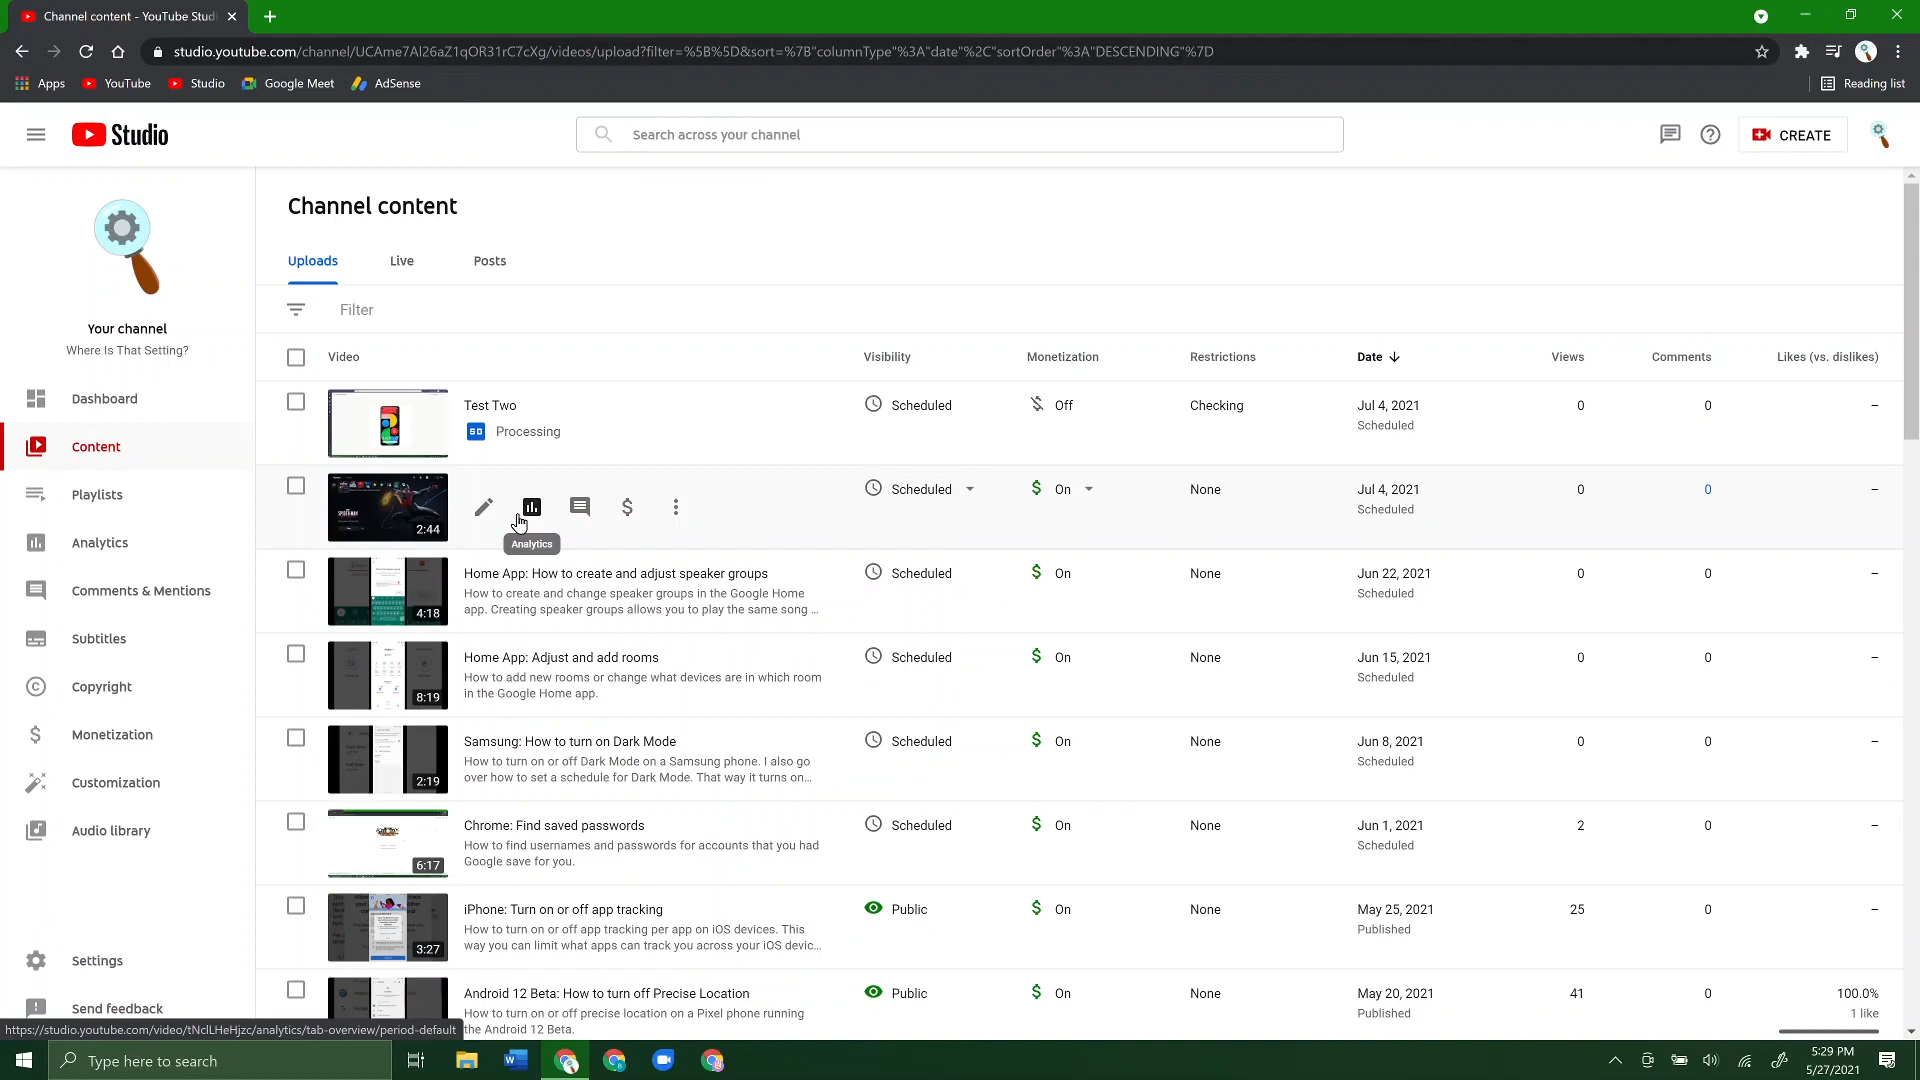 Channel content - YouTube Studi
studio.youtube.com/channel/UCAme7Al26aZ1qOR31rC7cXg/videos/upload?filter=%5B%5D&sort=%7B"columnType"%3A"date"%2C"sortOrder"%3A"DESCENDING"%7D
Apps YouTube Studio Google Meet AdSense Reading list
Studio Search across your channel CREATE
Channel content
Uploads Live Posts
Filter
Your channel
Where Is That Setting?
Dashboard
Content
Playlists
Analytics
Comments & Mentions
Subtitles
Copyright
Monetization
Customization
Audio library
Settings
Send feedback
Video Visibility Monetization Restrictions Date Views Comments Likes (vs. dislikes)
Test Two Scheduled Off Checking Jul 4, 2021 0 0 –
SD Processing Scheduled
Scheduled On None Jul 4, 2021 0 0 –
2:44 Scheduled
Analytics
Home App: How to create and adjust speaker groups Scheduled On None Jun 22, 2021 0 0 –
How to create and change speaker groups in the Google Home Scheduled
4:18 app. Creating speaker groups allows you to play the same song ...
Home App: Adjust and add rooms Scheduled On None Jun 15, 2021 0 0 –
How to add new rooms or change what devices are in which room Scheduled
8:19 in the Google Home app.
Samsung: How to turn on Dark Mode Scheduled On None Jun 8, 2021 0 0 –
How to turn on or off Dark Mode on a Samsung phone. I also go Scheduled
2:19 over how to set a schedule for Dark Mode. That way it turns on...
Chrome: Find saved passwords Scheduled On None Jun 1, 2021 2 0 –
How to find usernames and passwords for accounts that you had Scheduled
6:17 Google save for you.
iPhone: Turn on or off app tracking Public On None May 25, 2021 25 0 –
How to turn on or off app tracking per app on iOS devices. This Published
3:27 way you can limit what apps can track you across your iOS devic...
Android 12 Beta: How to turn off Precise Location Public On None May 20, 2021 41 0 100.0%
How to turn on or off precise location on a Pixel phone running Published 1 like
the Android 12 Beta.
https://studio.youtube.com/video/tNclLHeHjzc/analytics/tab-overview/period-default
Type here to search
5:29 PM
5/27/2021